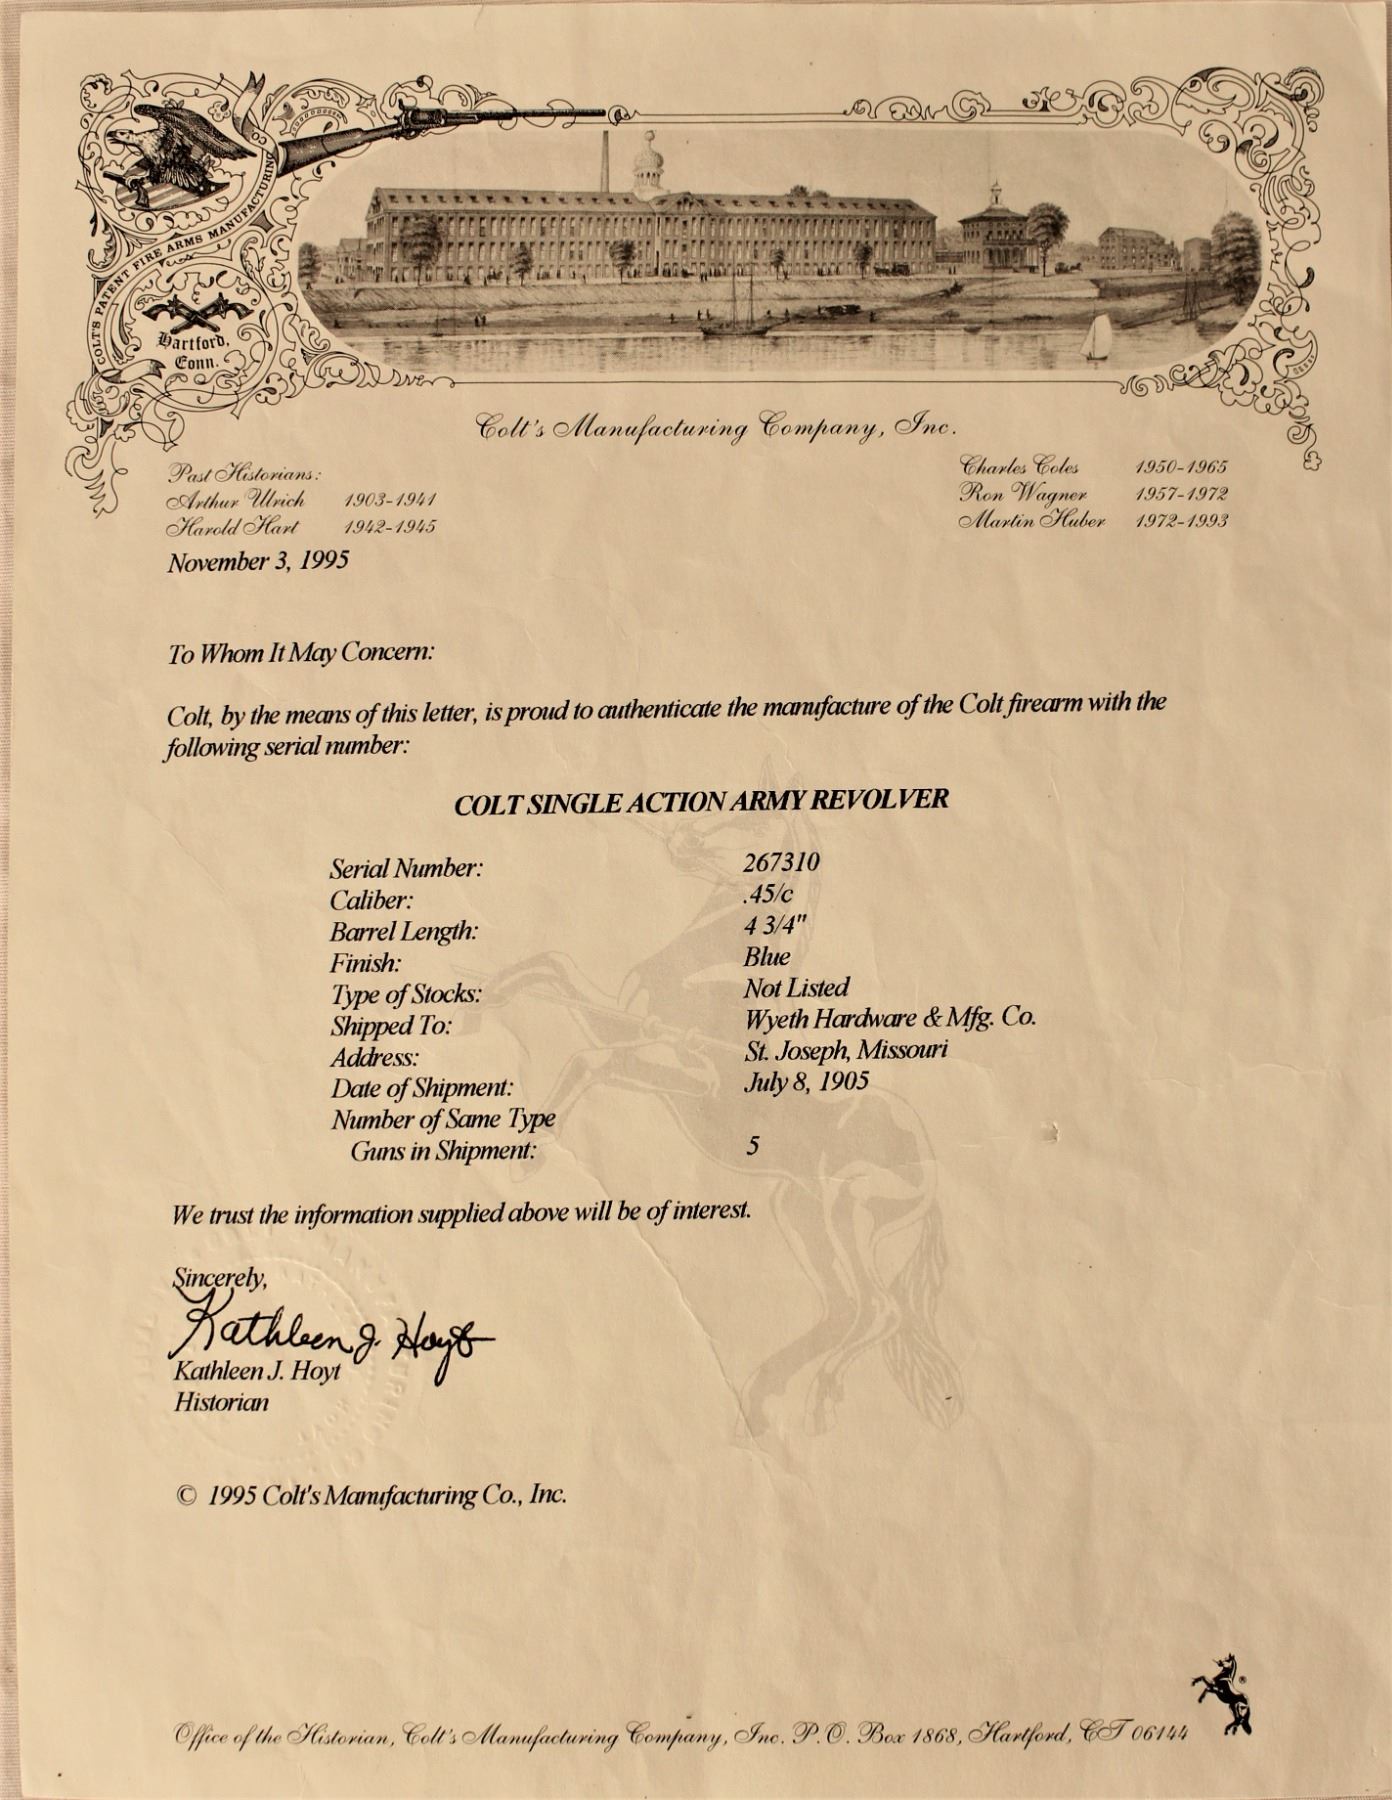 COLT'S PATENT FIRE ARMS MANUFACTURING CO
Hartford,
Conn.
Colt's Manufacturing Company, Inc.
Past Historians:
Arthur Ulrich 1903-1941
Harold Hart 1942-1945
Charles Coles 1950-1965
Ron Wagner 1957-1972
Martin Huber 1972-1993
November 3, 1995
To Whom It May Concern:
Colt, by the means of this letter, is proud to authenticate the manufacture of the Colt firearm with the
following serial number:
COLT SINGLE ACTION ARMY REVOLVER
Serial Number: 267310
Caliber: .45/c
Barrel Length: 4 3/4"
Finish: Blue
Type of Stocks: Not Listed
Shipped To: Wyeth Hardware & Mfg. Co.
Address: St. Joseph, Missouri
Date of Shipment: July 8, 1905
Number of Same Type
Guns in Shipment: 5
We trust the information supplied above will be of interest.
Sincerely,
Kathleen J. Hoyt
Kathleen J. Hoyt
Historian
© 1995 Colt's Manufacturing Co., Inc.
®
Office of the Historian, Colt's Manufacturing Company, Inc. P.O. Box 1868, Hartford, CT 06144